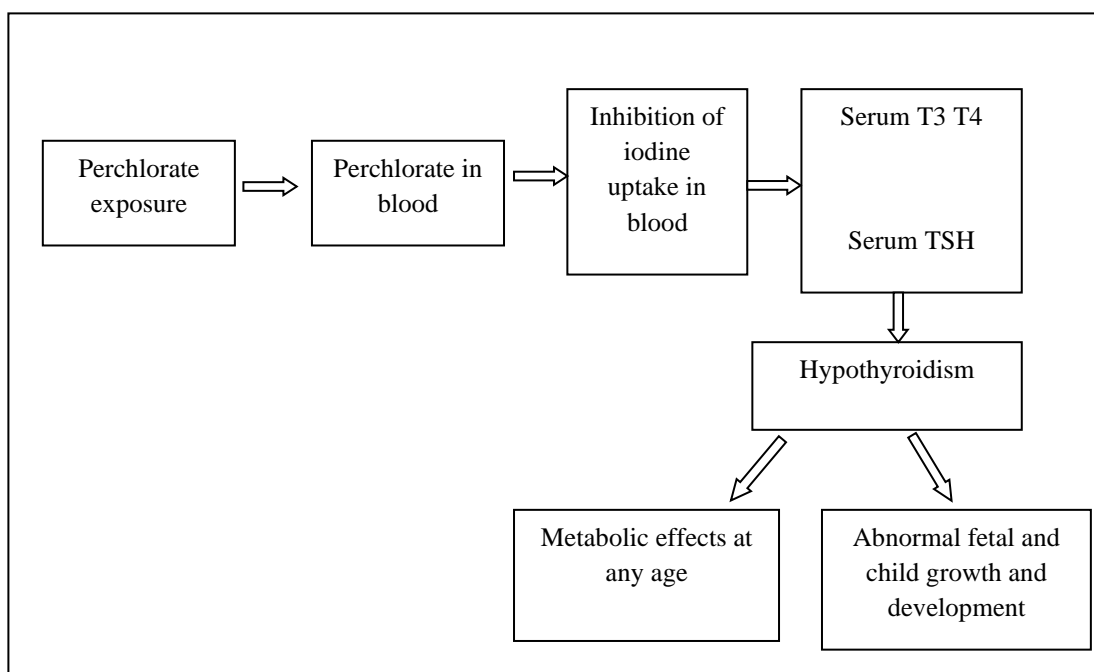 Perchlorate
exposure
Perchlorate in
blood
Inhibition of
iodine
uptake in
blood
Serum T3 T4
Serum TSH
Hypothyroidism
Metabolic effects at
any age
Abnormal fetal and
child growth and
development